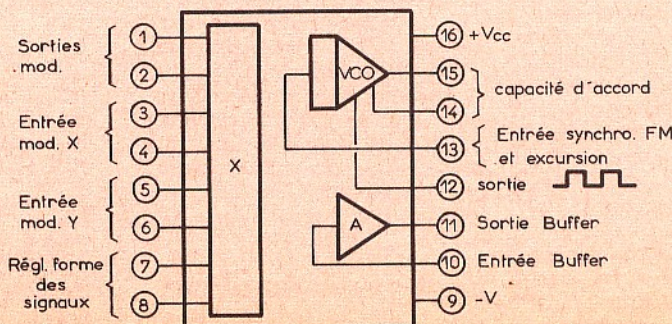 Sorties
.mod.
Entrée
mod. X
Entrée
mod. Y
Régl. forme
des
signaux
1
2
3
4
5
6
7
8
X
VCO
A
16 +Vcc
15
capacité d'accord
14
13 Entrée synchro. FM
.et excursion
12 sortie
11 Sortie Buffer
10 Entrée Buffer
9 -V